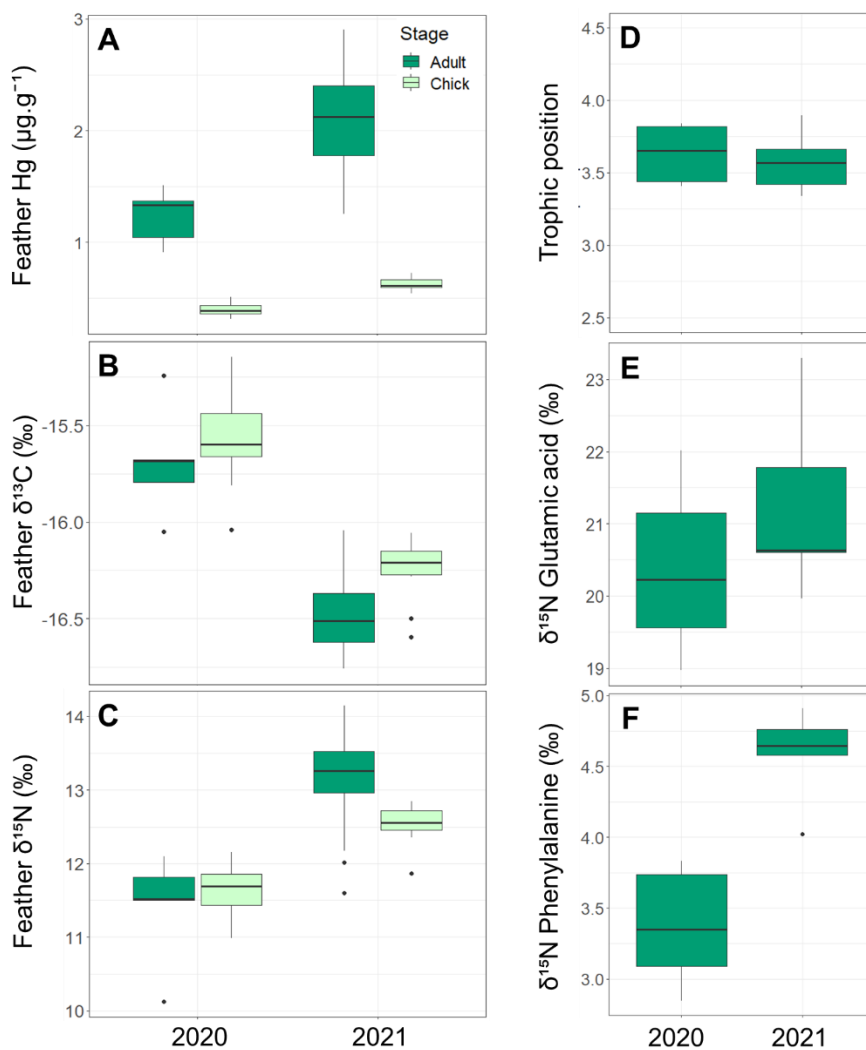 A
Stage
Adult
Chick
Feather Hg (µg.g⁻¹)
3
2
1
B
Feather δ¹³C (‰)
-15.5
-16.0
-16.5
C
Feather δ¹⁵N (‰)
14
13
12
11
10
2020
2021
D
Trophic position
4.5
4.0
3.5
3.0
2.5
E
δ¹⁵N Glutamic acid (‰)
23
22
21
20
19
F
δ¹⁵N Phenylalanine (‰)
5.0
4.5
4.0
3.5
3.0
2020
2021